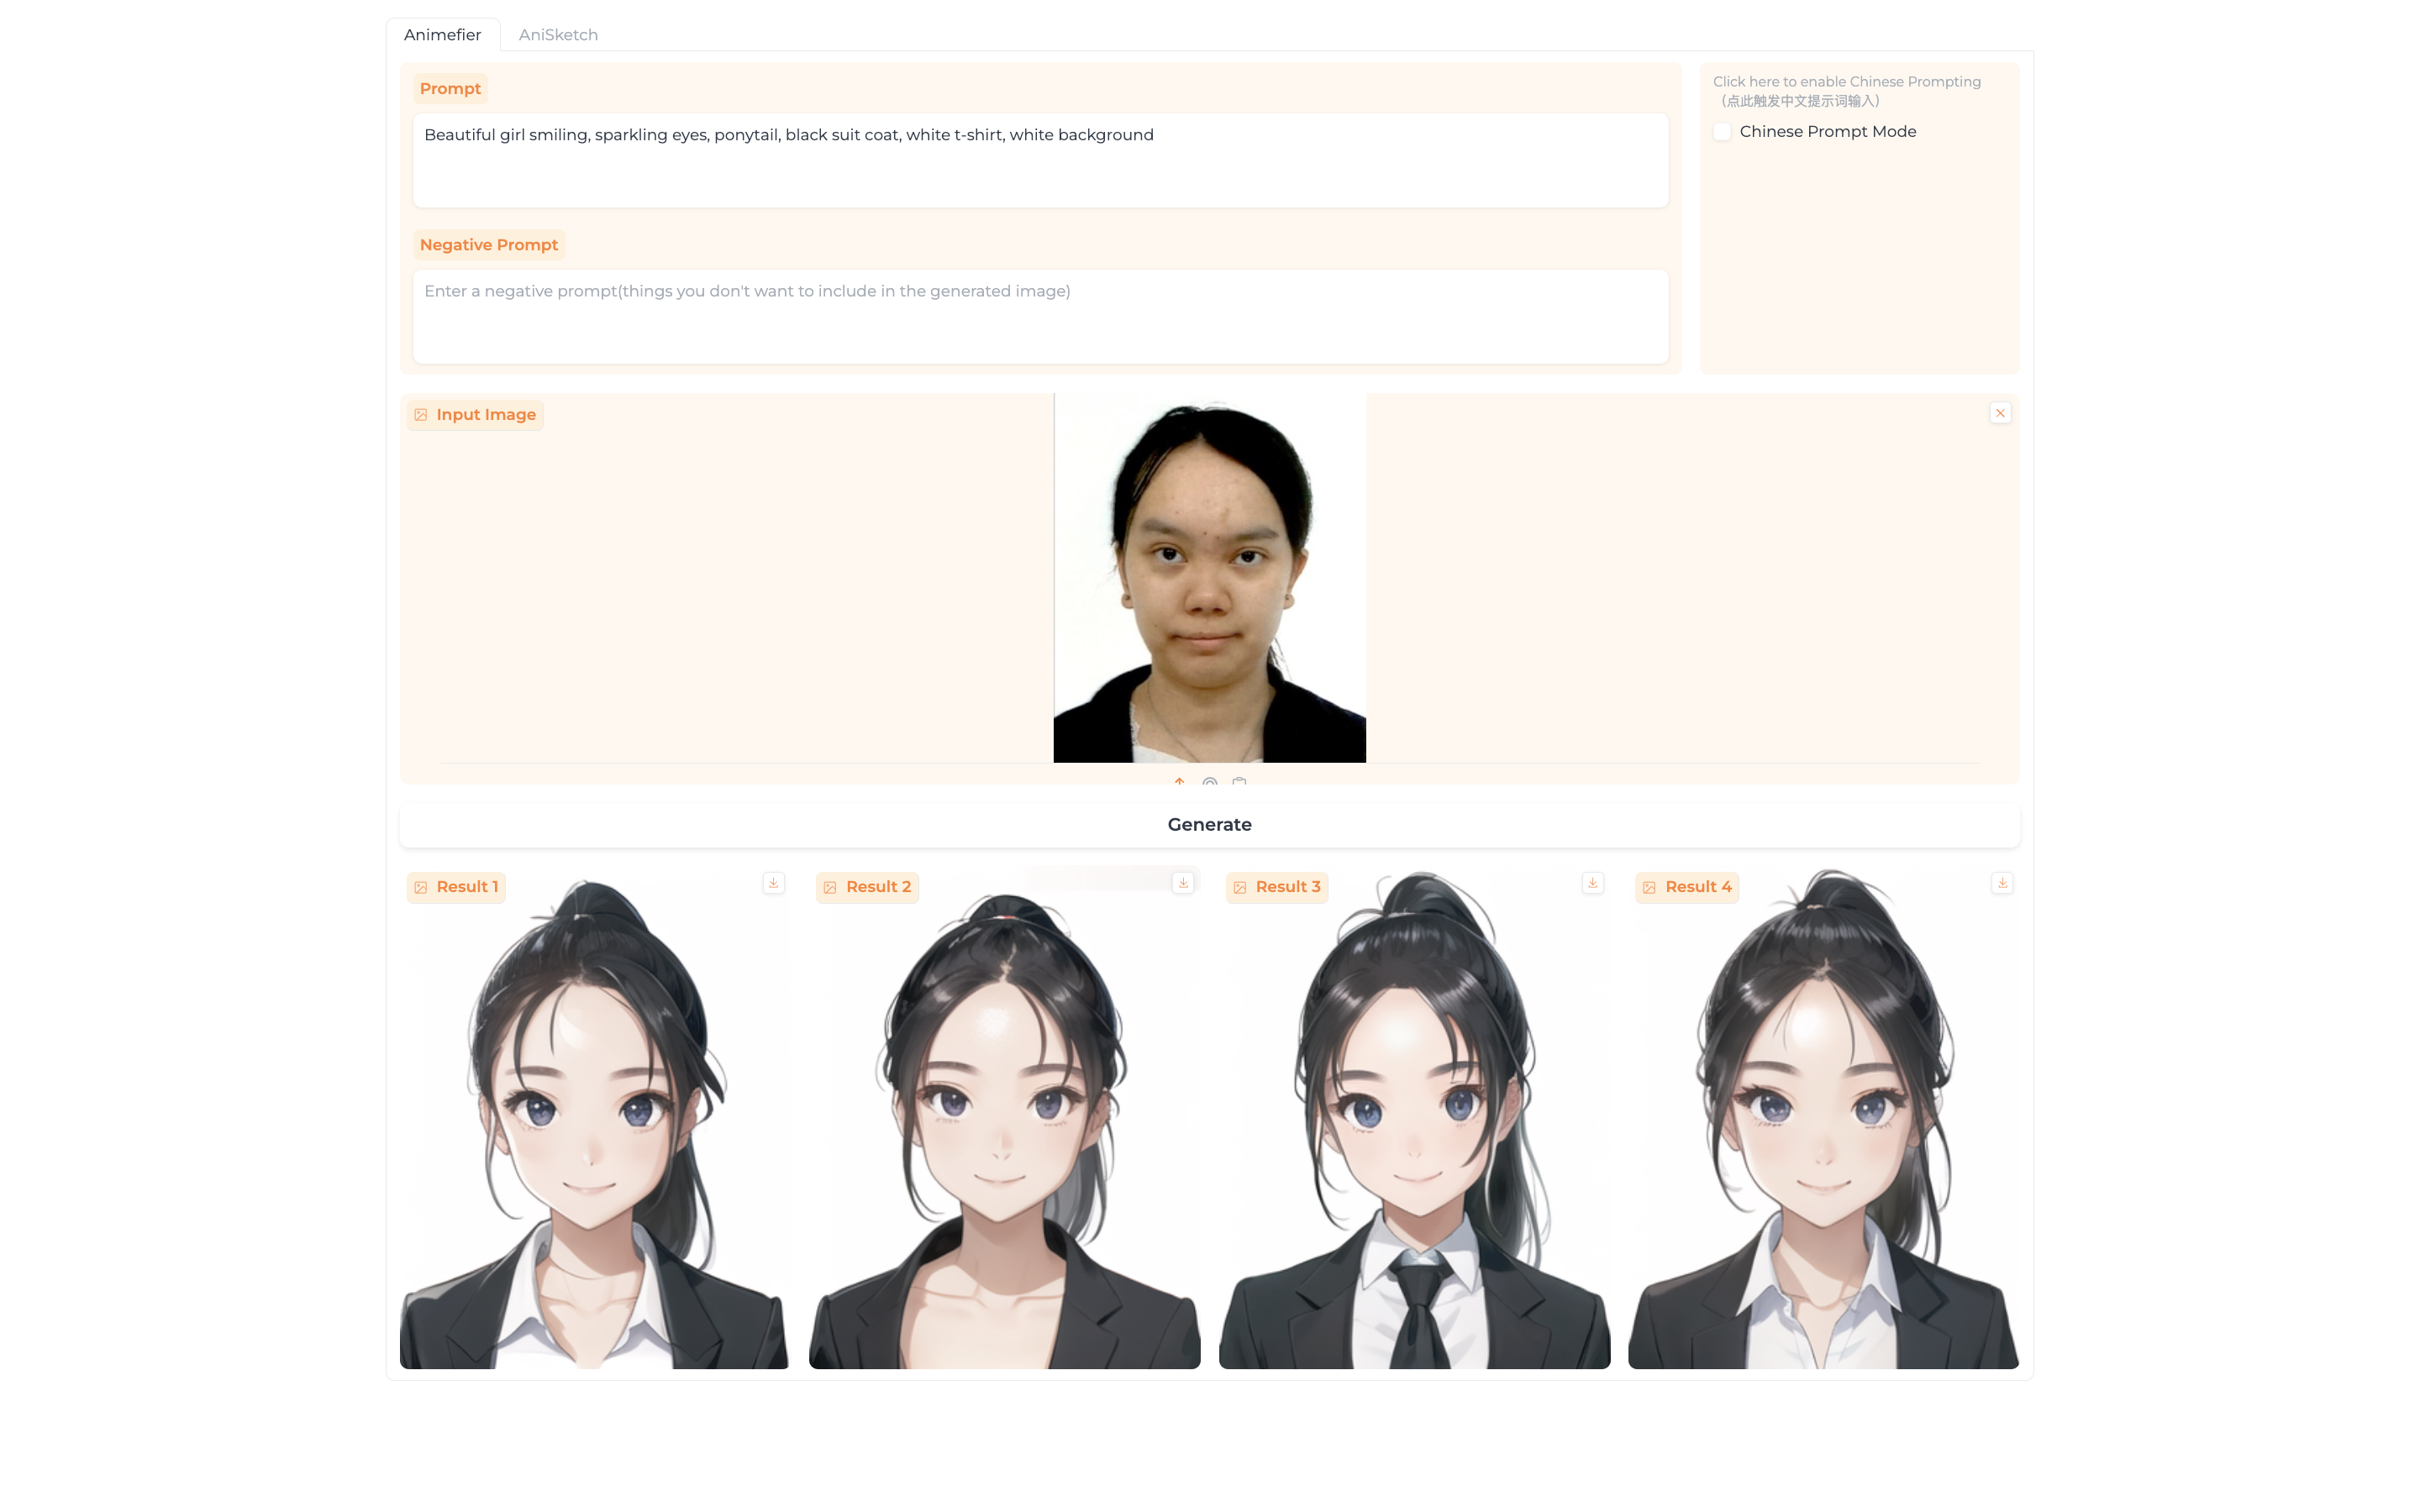 Animefier
AniSketch
Prompt
Beautiful girl smiling, sparkling eyes, ponytail, black suit coat, white t-shirt, white background
Negative Prompt
Enter a negative prompt(things you don't want to include in the generated image)
Click here to enable Chinese Prompting
（点此触发中文提示词输入）
Chinese Prompt Mode
Input Image
Generate
Result 1
Result 2
Result 3
Result 4